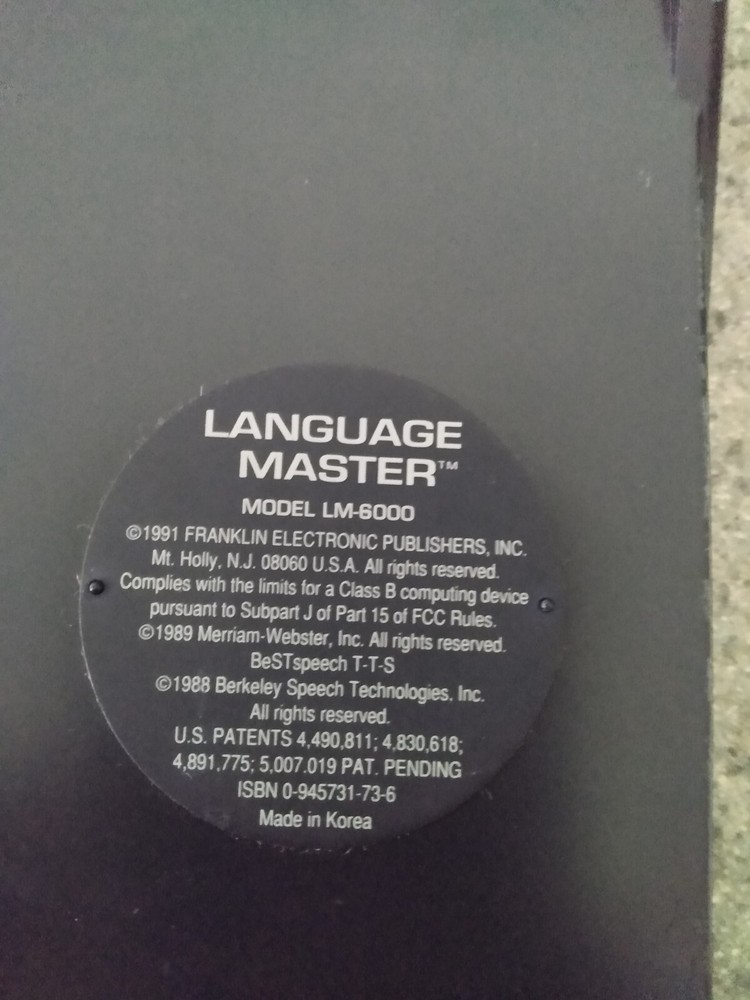 LANGUAGE
MASTER™
MODEL LM-6000
©1991 FRANKLIN ELECTRONIC PUBLISHERS, INC.
Mt. Holly, N.J. 08060 U.S.A. All rights reserved.
Complies with the limits for a Class B computing device
pursuant to Subpart J of Part 15 of FCC Rules.
©1989 Merriam-Webster, Inc. All rights reserved.
BeSTspeech T-T-S
©1988 Berkeley Speech Technologies, Inc.
All rights reserved.
U.S. PATENTS 4,490,811; 4,830,618;
4,891,775; 5,007.019 PAT. PENDING
ISBN 0-945731-73-6
Made in Korea